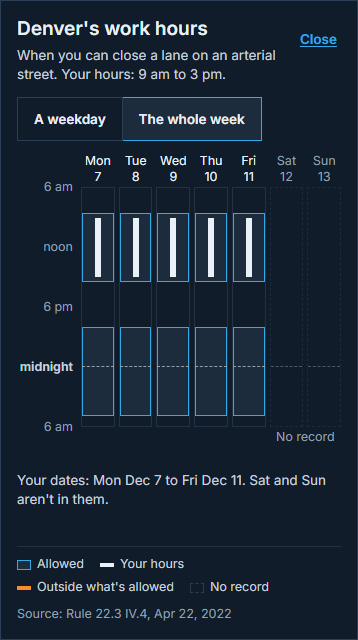 Denver's work hours
Close
When you can close a lane on an arterial
street. Your hours: 9 am to 3 pm.
A weekday
The whole week
Mon Tue Wed Thu Fri Sat Sun
7 8 9 10 11 12 13
6 am
noon
6 pm
midnight
6 am
No record
Your dates: Mon Dec 7 to Fri Dec 11. Sat and Sun
aren't in them.
Allowed Your hours
Outside what's allowed No record
Source: Rule 22.3 IV.4, Apr 22, 2022